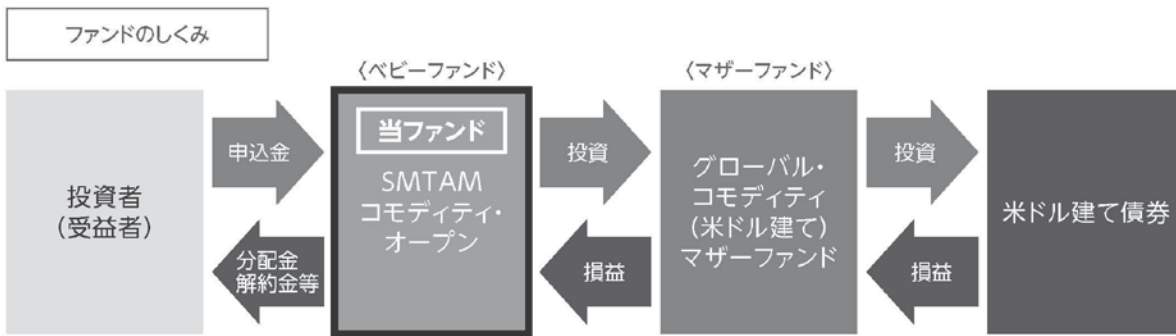 ファンドのしくみ
〈ベビーファンド〉
〈マザーファンド〉
投資者
(受益者)
申込金
分配金
解約金等
当ファンド
SMTAM
コモディティ・
オープン
投資
損益
グローバル・
コモディティ
(米ドル建て)
マザーファンド
投資
損益
米ドル建て債券